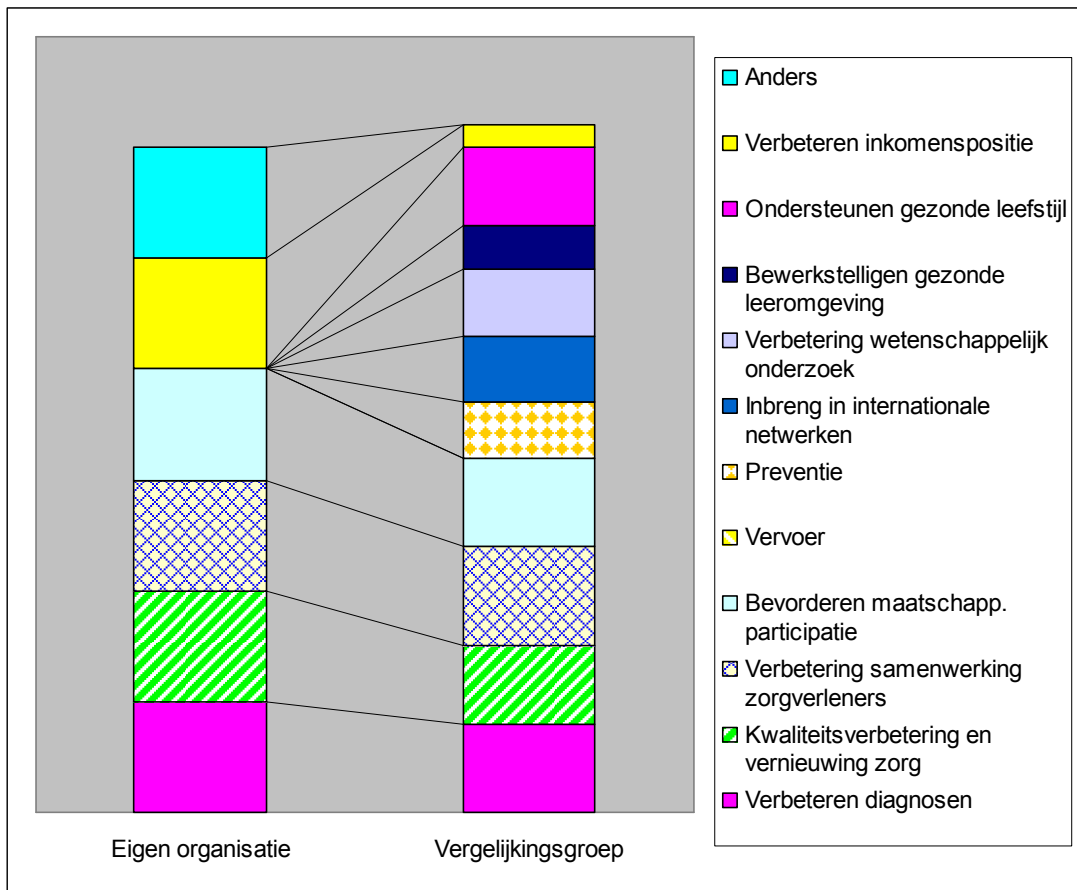 Anders
Verbeteren inkomenspositie
Ondersteunen gezonde leefstijl
Bewerkstelligen gezonde
leeromgeving
Verbetering wetenschappelijk
onderzoek
Inbreng in internationale
netwerken
Preventie
Vervoer
Bevorderen maatschapp.
participatie
Verbetering samenwerking
zorgverleners
Kwaliteitsverbetering en
vernieuwing zorg
Verbeteren diagnosen
Eigen organisatie
Vergelijkingsgroep